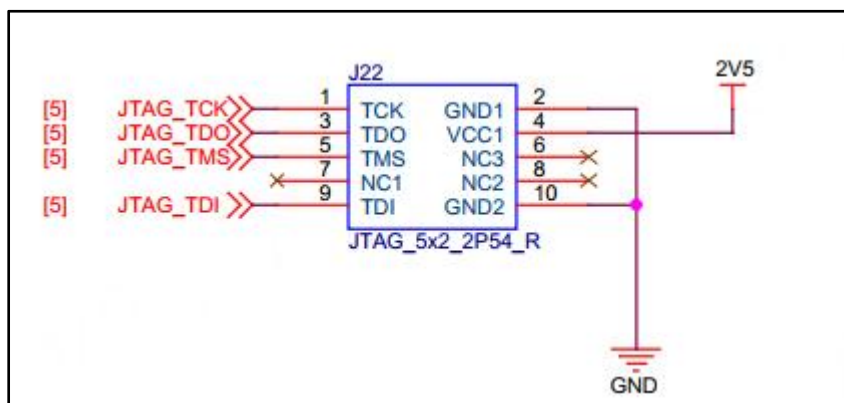 J22
2V5
[5] JTAG_TCK 1 TCK GND1 2
[5] JTAG_TDO 3 TDO VCC1 4
[5] JTAG_TMS 5 TMS NC3 6
7 NC1 NC2 8
[5] JTAG_TDI 9 TDI GND2 10
JTAG_5x2_2P54_R
GND